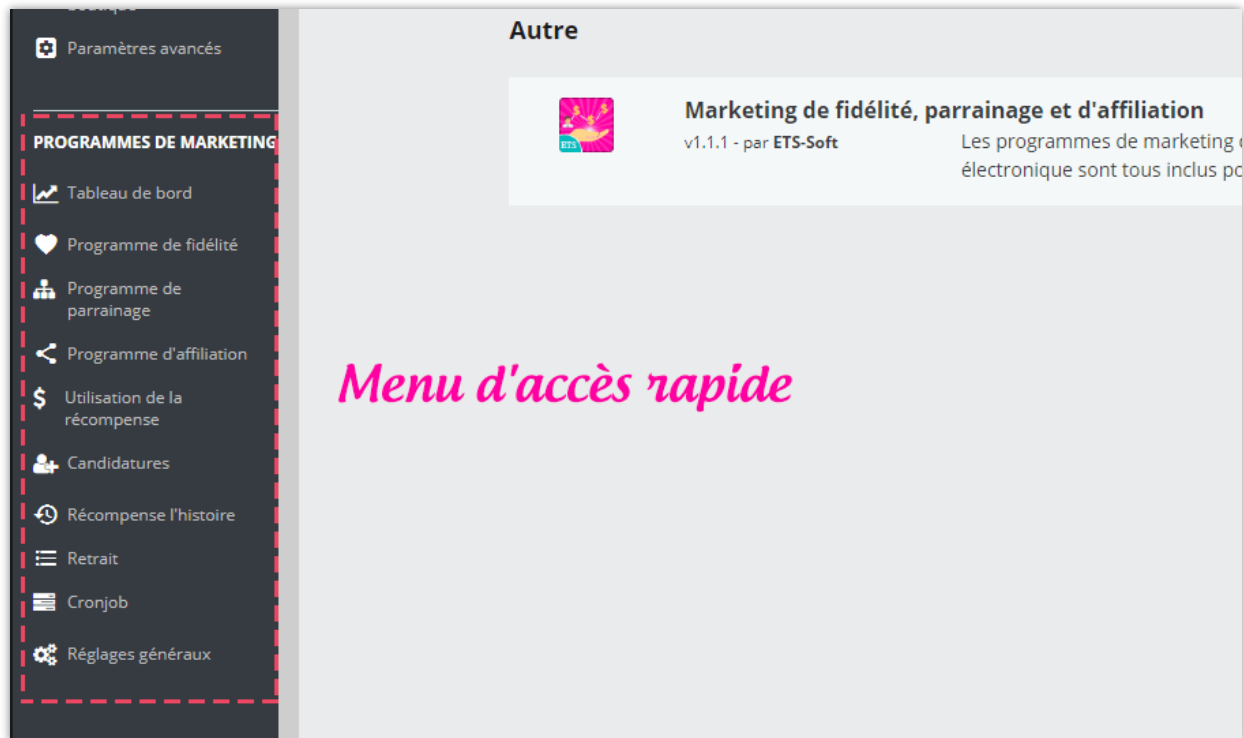 Paramètres avancés
PROGRAMMES DE MARKETING
Tableau de bord
Programme de fidélité
Programme de
parrainage
Programme d'affiliation
Utilisation de la
récompense
Candidatures
Récompense l'histoire
Retrait
Cronjob
Réglages généraux
Autre
Marketing de fidélité, parrainage et d'affiliation
v1.1.1 - par ETS-Soft
Les programmes de marketing
électronique sont tous inclus
ETS
Menu d'accès rapide